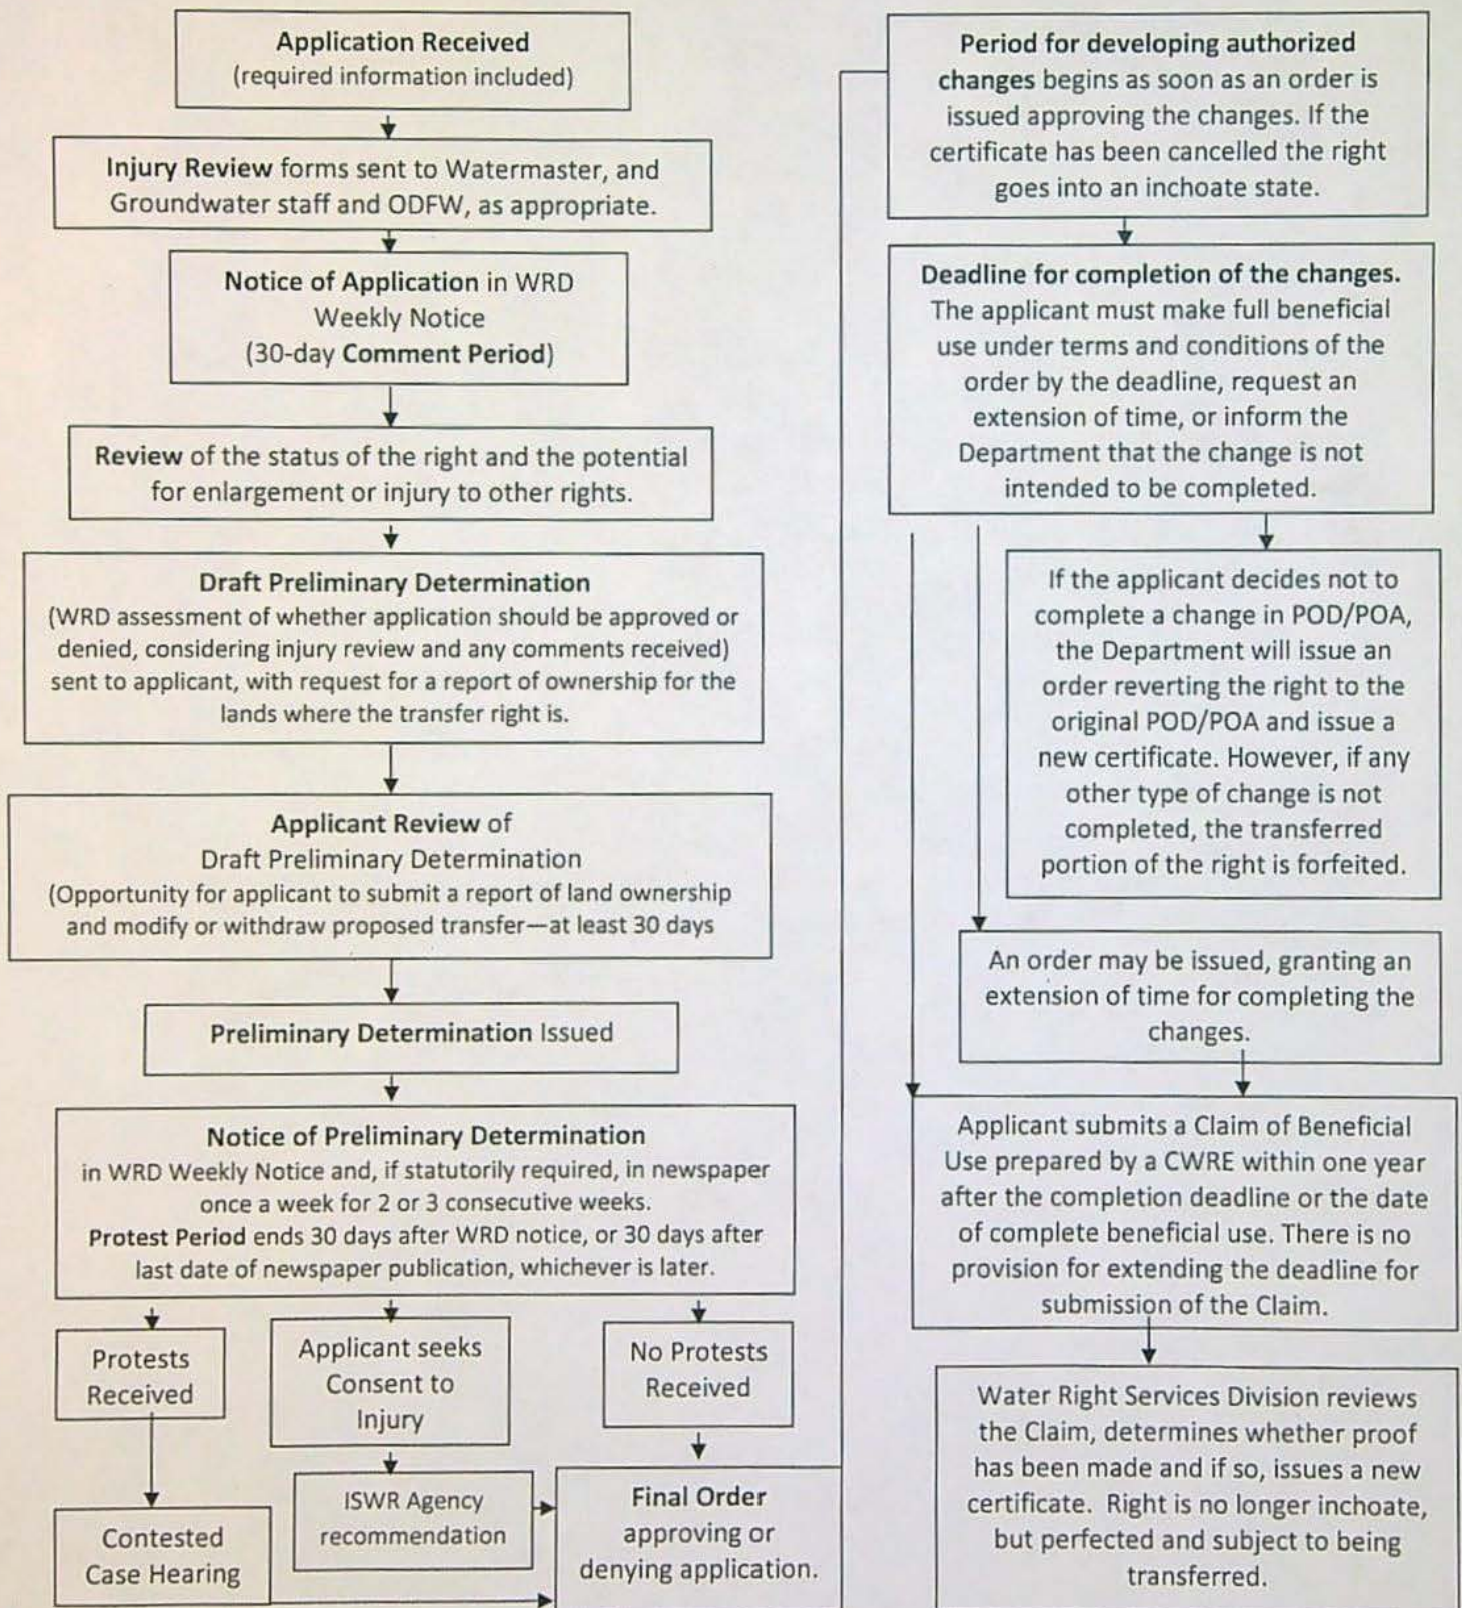 Application Received
(required information included)
Injury Review forms sent to Watermaster, and
Groundwater staff and ODFW, as appropriate.
Notice of Application in WRD
Weekly Notice
(30-day Comment Period)
Review of the status of the right and the potential
for enlargement or injury to other rights.
Draft Preliminary Determination
(WRD assessment of whether application should be approved or
denied, considering injury review and any comments received)
sent to applicant, with request for a report of ownership for the
lands where the transfer right is.
Applicant Review of
Draft Preliminary Determination
(Opportunity for applicant to submit a report of land ownership
and modify or withdraw proposed transfer—at least 30 days
Preliminary Determination Issued
Notice of Preliminary Determination
in WRD Weekly Notice and, if statutorily required, in newspaper
once a week for 2 or 3 consecutive weeks.
Protest Period ends 30 days after WRD notice, or 30 days after
last date of newspaper publication, whichever is later.
Protests
Received
Applicant seeks
Consent to
Injury
No Protests
Received
Contested
Case Hearing
ISWR Agency
recommendation
Final Order
approving or
denying application.
Period for developing authorized
changes begins as soon as an order is
issued approving the changes. If the
certificate has been cancelled the right
goes into an inchoate state.
Deadline for completion of the changes.
The applicant must make full beneficial
use under terms and conditions of the
order by the deadline, request an
extension of time, or inform the
Department that the change is not
intended to be completed.
If the applicant decides not to
complete a change in POD/POA,
the Department will issue an
order reverting the right to the
original POD/POA and issue a
new certificate. However, if any
other type of change is not
completed, the transferred
portion of the right is forfeited.
An order may be issued, granting an
extension of time for completing the
changes.
Applicant submits a Claim of Beneficial
Use prepared by a CWRE within one year
after the completion deadline or the date
of complete beneficial use. There is no
provision for extending the deadline for
submission of the Claim.
Water Right Services Division reviews
the Claim, determines whether proof
has been made and if so, issues a new
certificate. Right is no longer inchoate,
but perfected and subject to being
transferred.